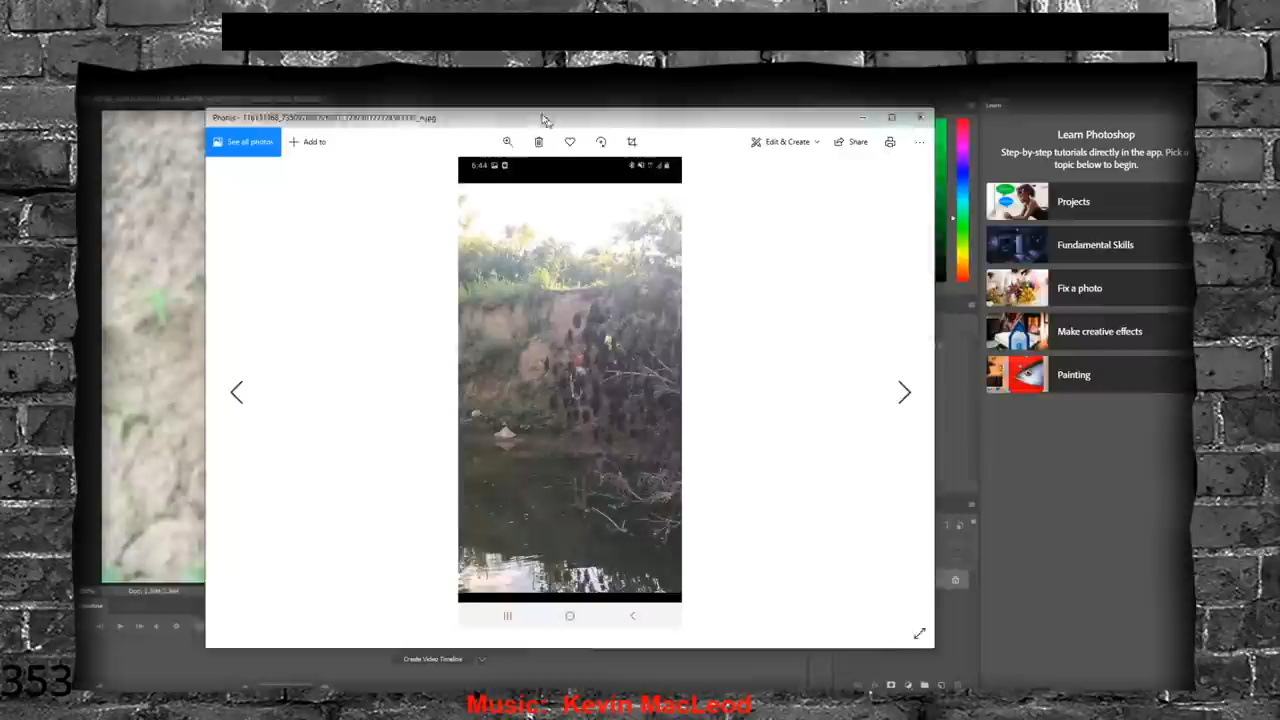 Learn
Photos -
See all photos
Add to
Edit & Create
Share
Learn Photoshop
Step-by-step tutorials directly in the app. Pick a
topic below to begin.
6:44
Projects
Fundamental Skills
Fix a photo
Make creative effects
Painting
Create Video Timeline
353
Music: Kevin MacLeod